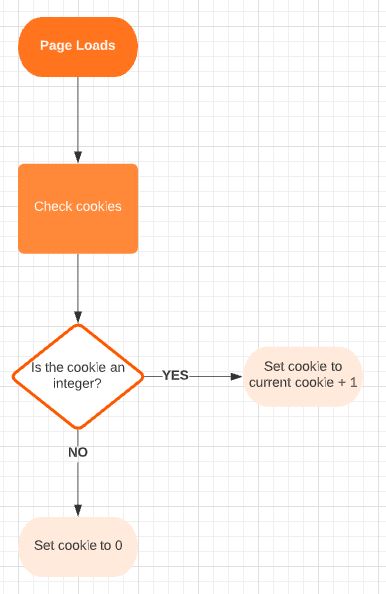 Page Loads
Check cookies
Is the cookie an
integer?
YES
Set cookie to
current cookie + 1
NO
Set cookie to 0